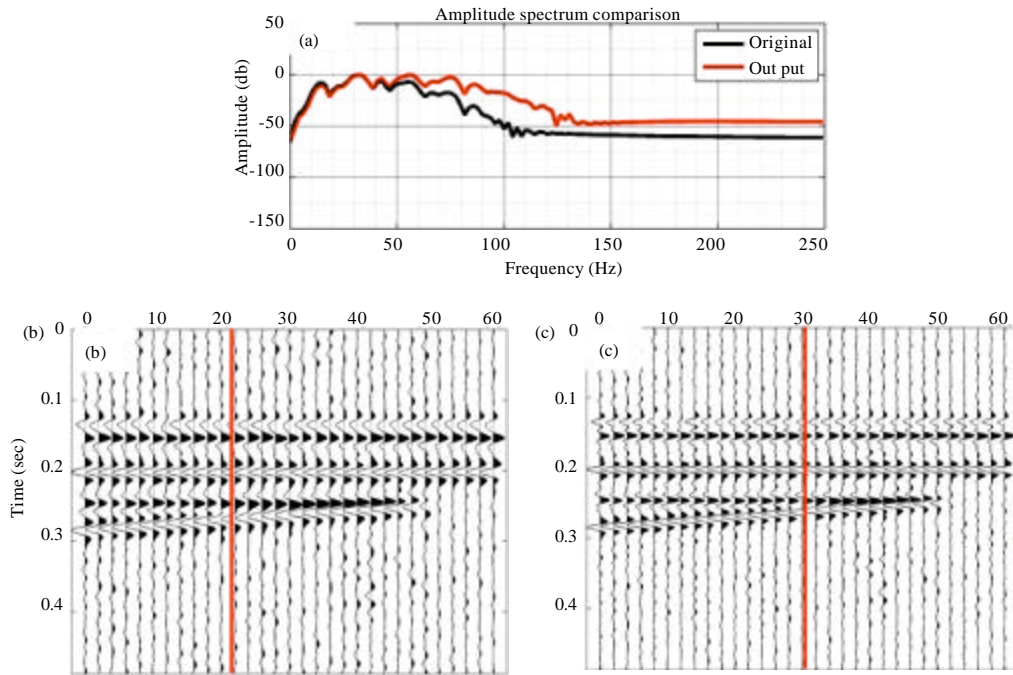 Amplitude spectrum comparison
(a)
Original
Out put
Amplitude (db)
50
0
-50
-100
-150
0 50 100 150 200 250
Frequency (Hz)
(b)
0 10 20 30 40 50 60
(b)
Time (sec)
0
0.1
0.2
0.3
0.4
(c)
0 10 20 30 40 50 60
(c)
0
0.1
0.2
0.3
0.4